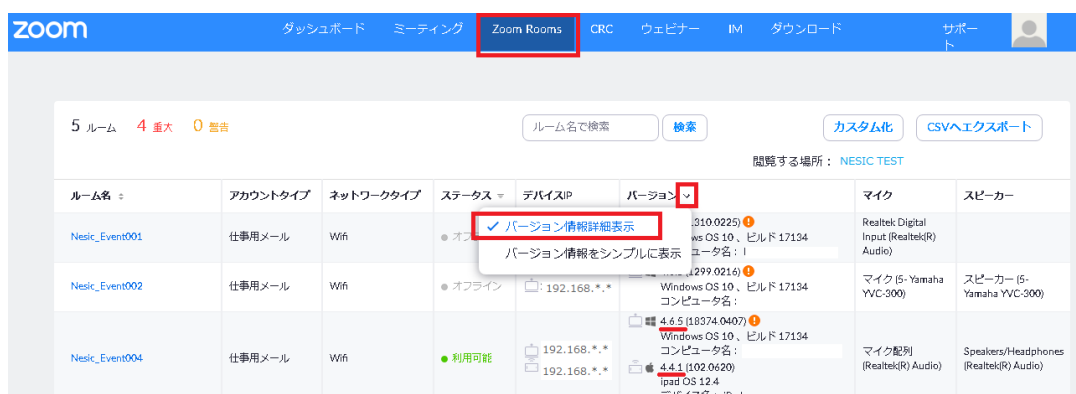 zoom
ダッシュボード ミーティング Zoom Rooms CRC ウェビナー IM ダウンロード サポー
ト
5 ルーム 4 重大 0 警告 ルーム名で検索 検索 カスタム化 CSVへエクスポート
閲覧する場所： NESIC TEST
ルーム名 アカウントタイプ ネットワークタイプ ステータス デバイスIP バージョン マイク スピーカー
バージョン情報詳細表示
バージョン情報をシンプルに表示
Nesic_Event001 仕事用メール Wifi
.310.0225)
OS 10 、ビルド 17134
Realtek Digital
Input (Realtek(R)
Audio)
Nesic_Event002 仕事用メール Wifi オフライン : 192.168.*.*
0216)
Windows OS 10 、ビルド 17134
コンピュータ名：
マイク (5- Yamaha
YVC-300)
スピーカー (5-
Yamaha YVC-300)
Nesic_Event004 仕事用メール Wifi 利用可能
192.168.*.*
192.168.*.*
4.6.5 (18374.0407)
Windows OS 10 、ビルド 17134
コンピュータ名：
4.4.1 (102.0620)
ipad OS 12.4
マイク配列
(Realtek(R) Audio)
Speakers/Headphones
(Realtek(R) Audio)